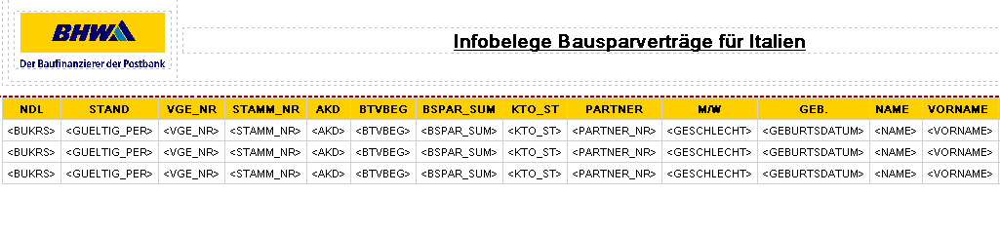 BHW
Der Baufinanzierer der Postbank
Infobelege Bausparverträge für Italien
NDL STAND VGE_NR STAMM_NR AKD BTVBEG BSPAR_SUM KTO_ST PARTNER M/W GEB. NAME VORNAME
<BUKRS> <GUELTIG_PER> <VGE_NR> <STAMM_NR> <AKD> <BTVBEG> <BSPAR_SUM> <KTO_ST> <PARTNER_NR> <GESCHLECHT> <GEBURTSDATUM> <NAME> <VORNAME>
<BUKRS> <GUELTIG_PER> <VGE_NR> <STAMM_NR> <AKD> <BTVBEG> <BSPAR_SUM> <KTO_ST> <PARTNER_NR> <GESCHLECHT> <GEBURTSDATUM> <NAME> <VORNAME>
<BUKRS> <GUELTIG_PER> <VGE_NR> <STAMM_NR> <AKD> <BTVBEG> <BSPAR_SUM> <KTO_ST> <PARTNER_NR> <GESCHLECHT> <GEBURTSDATUM> <NAME> <VORNAME>